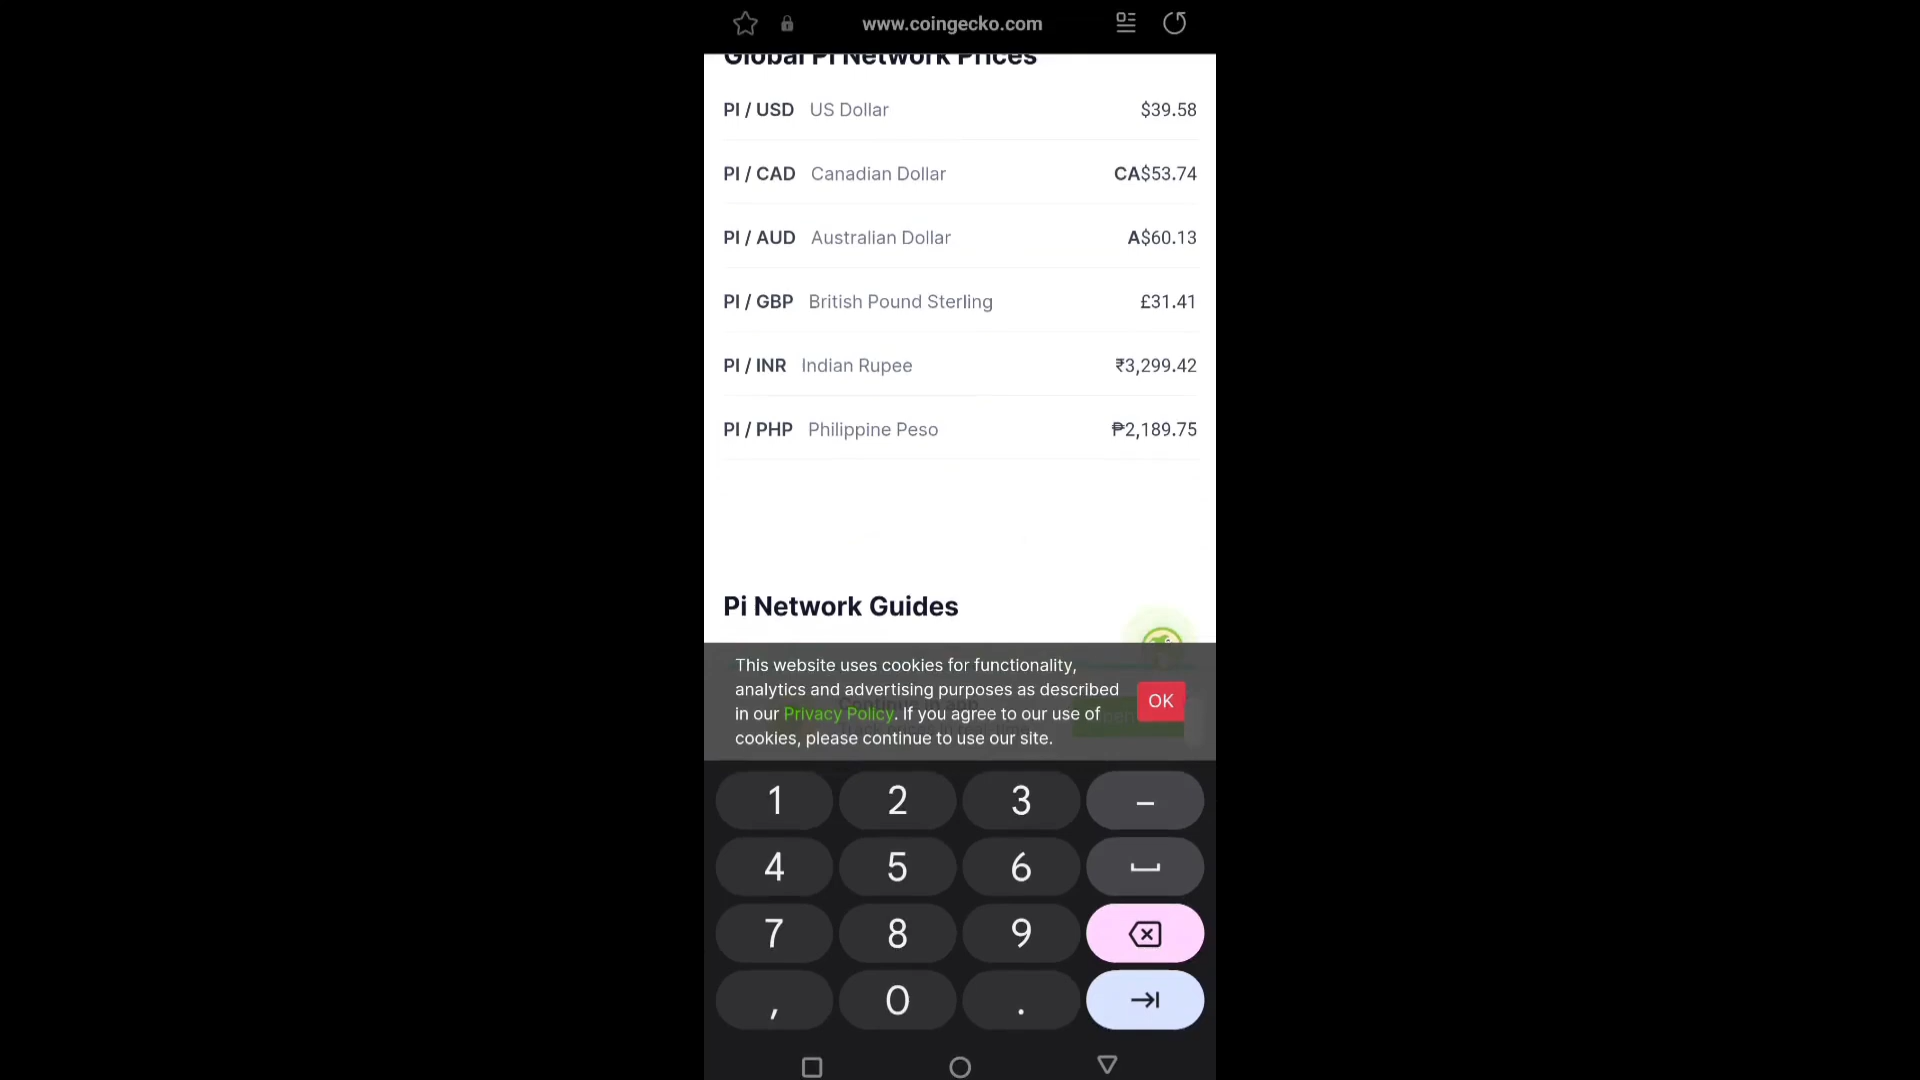 www.coingecko.com
Global Pi Network Prices
PI / USD US Dollar $39.58
PI / CAD Canadian Dollar CA$53.74
PI / AUD Australian Dollar A$60.13
PI / GBP British Pound Sterling £31.41
PI / INR Indian Rupee ₹3,299.42
PI / PHP Philippine Peso ₱2,189.75
Pi Network Guides
This website uses cookies for functionality,
analytics and advertising purposes as described
in our Privacy Policy. If you agree to our use of
cookies, please continue to use our site.
OK
1 2 3 –
4 5 6
7 8 9
, 0 .